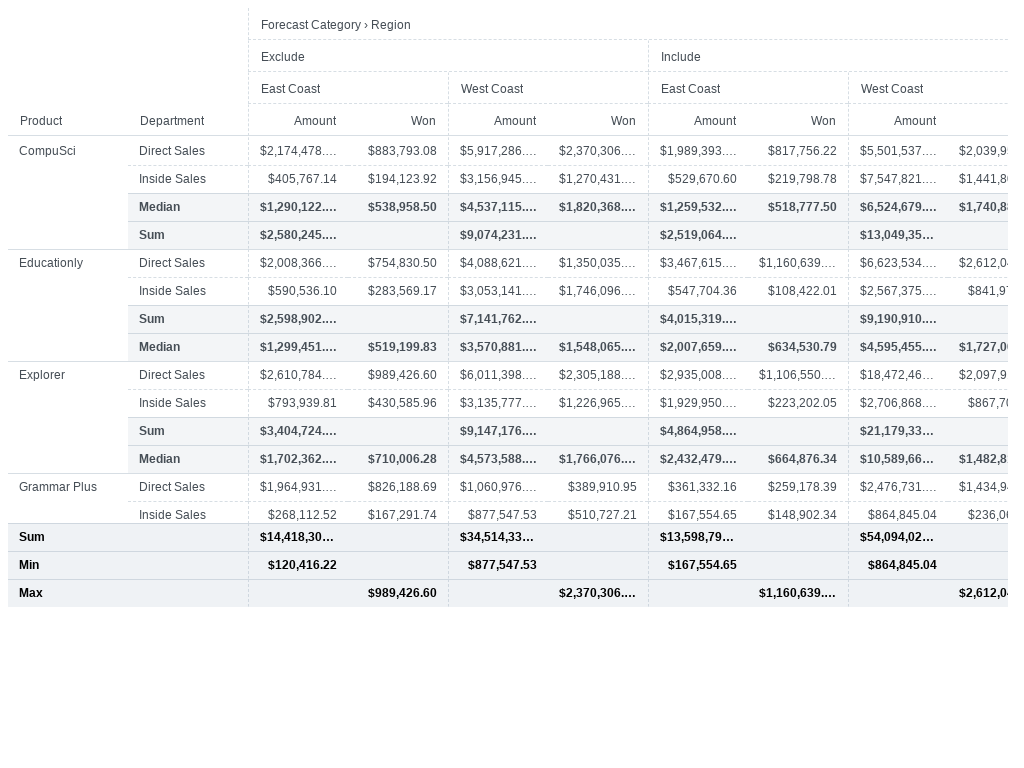 Forecast Category › Region
Exclude Include
East Coast West Coast East Coast West Coast
Product Department Amount Won Amount Won Amount Won Amount
CompuSci Direct Sales $2,174,478.… $883,793.08 $5,917,286.… $2,370,306.… $1,989,393.… $817,756.22 $5,501,537.… $2,039,9
Inside Sales $405,767.14 $194,123.92 $3,156,945.… $1,270,431.… $529,670.60 $219,798.78 $7,547,821.… $1,441,8
Median $1,290,122.… $538,958.50 $4,537,115.… $1,820,368.… $1,259,532.… $518,777.50 $6,524,679.… $1,740,8
Sum $2,580,245.… $9,074,231.… $2,519,064.… $13,049,35…
Educationly Direct Sales $2,008,366.… $754,830.50 $4,088,621.… $1,350,035.… $3,467,615.… $1,160,639.… $6,623,534.… $2,612,0
Inside Sales $590,536.10 $283,569.17 $3,053,141.… $1,746,096.… $547,704.36 $108,422.01 $2,567,375.… $841,9
Sum $2,598,902.… $7,141,762.… $4,015,319.… $9,190,910.…
Median $1,299,451.… $519,199.83 $3,570,881.… $1,548,065.… $2,007,659.… $634,530.79 $4,595,455.… $1,727,0
Explorer Direct Sales $2,610,784.… $989,426.60 $6,011,398.… $2,305,188.… $2,935,008.… $1,106,550.… $18,472,46… $2,097,9
Inside Sales $793,939.81 $430,585.96 $3,135,777.… $1,226,965.… $1,929,950.… $223,202.05 $2,706,868.… $867,70
Sum $3,404,724.… $9,147,176.… $4,864,958.… $21,179,33…
Median $1,702,362.… $710,006.28 $4,573,588.… $1,766,076.… $2,432,479.… $664,876.34 $10,589,66… $1,482,8
Grammar Plus Direct Sales $1,964,931.… $826,188.69 $1,060,976.… $389,910.95 $361,332.16 $259,178.39 $2,476,731.… $1,434,9
Inside Sales $268,112.52 $167,291.74 $877,547.53 $510,727.21 $167,554.65 $148,902.34 $864,845.04 $236,0
Sum $14,418,30… $34,514,33… $13,598,79… $54,094,02…
Min $120,416.22 $877,547.53 $167,554.65 $864,845.04
Max $989,426.60 $2,370,306.… $1,160,639.… $2,612,0